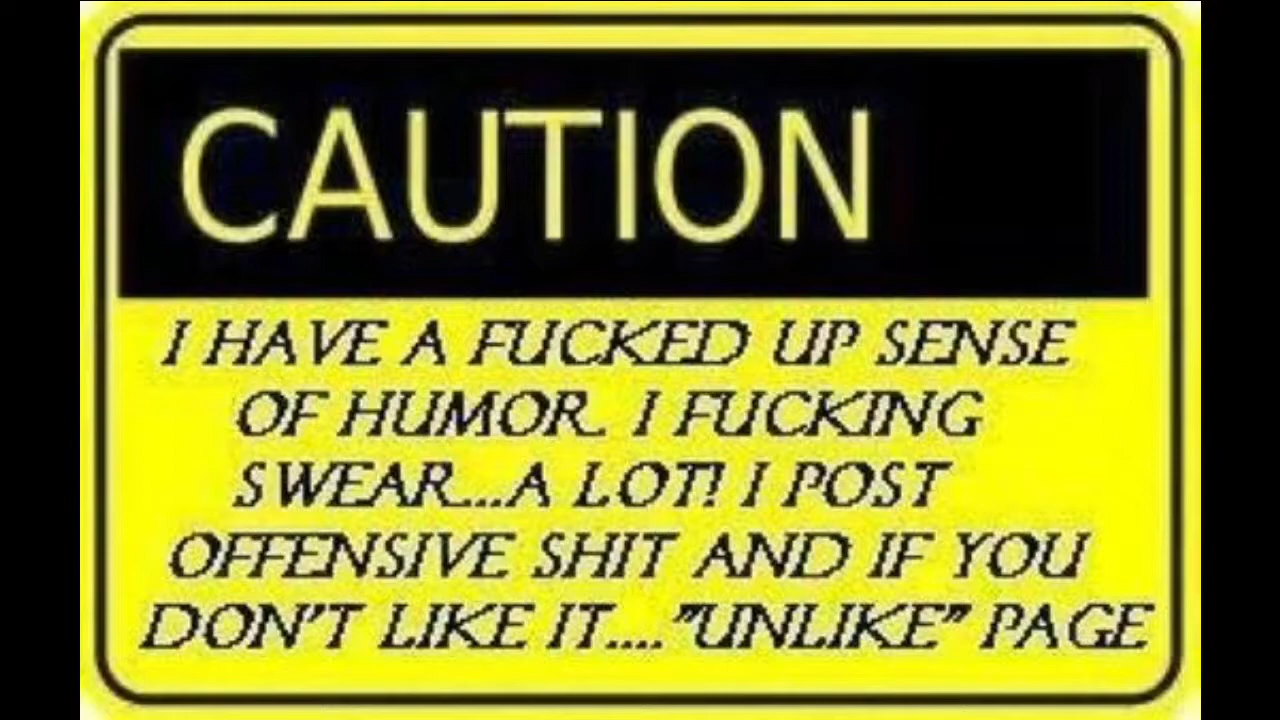 CAUTION
I HAVE A FUCKED UP SENSE
OF HUMOR. I FUCKING
SWEAR...A LOT! I POST
OFFENSIVE SHIT AND IF YOU
DON'T LIKE IT...."UNLIKE" PAGE